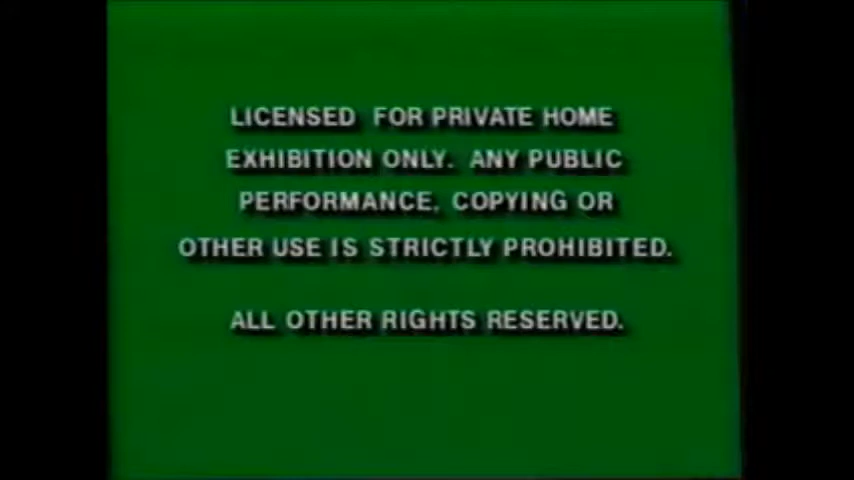 LICENSED FOR PRIVATE HOME
EXHIBITION ONLY. ANY PUBLIC
PERFORMANCE, COPYING OR
OTHER USE IS STRICTLY PROHIBITED.
ALL OTHER RIGHTS RESERVED.